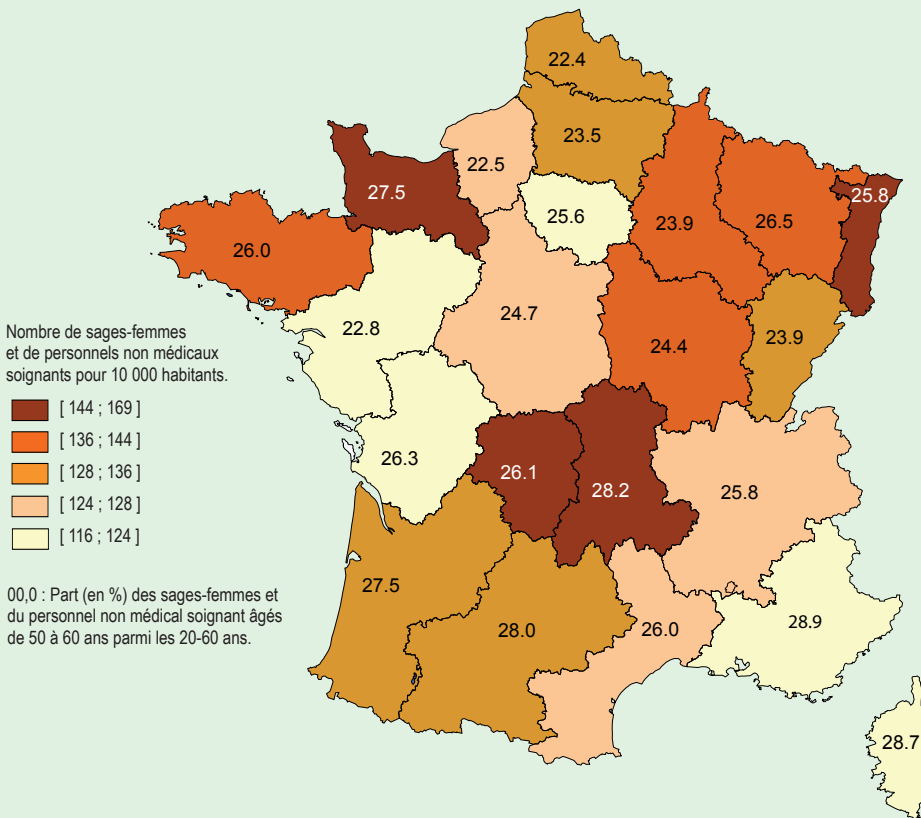 22.4
23.5
22.5
27.5
25.6
23.9
26.5
25.8
26.0
22.8
24.7
24.4
23.9
Nombre de sages-femmes
et de personnels non médicaux
soignants pour 10 000 habitants.
[ 144 ; 169 ]
[ 136 ; 144 ]
[ 128 ; 136 ]
[ 124 ; 128 ]
[ 116 ; 124 ]
26.3
26.1
28.2
25.8
00,0 : Part (en %) des sages-femmes et
du personnel non médical soignant âgés
de 50 à 60 ans parmi les 20-60 ans.
27.5
28.0
26.0
28.9
28.7